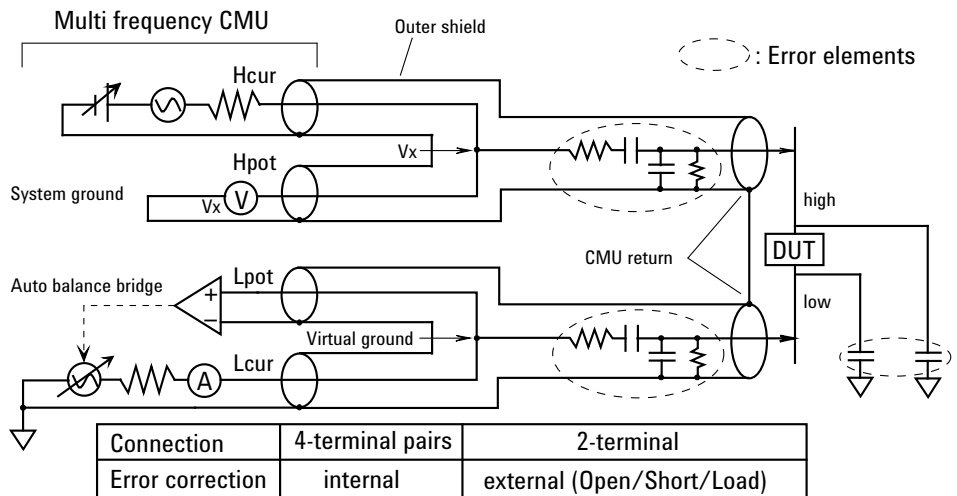 Multi frequency CMU
Outer shield
: Error elements
Hcur
Vx
Hpot
System ground
Vx
V
high
DUT
CMU return
low
Auto balance bridge
Lpot
+
−
Virtual ground
Lcur
A
Connection 4-terminal pairs 2-terminal
Error correction internal external (Open/Short/Load)